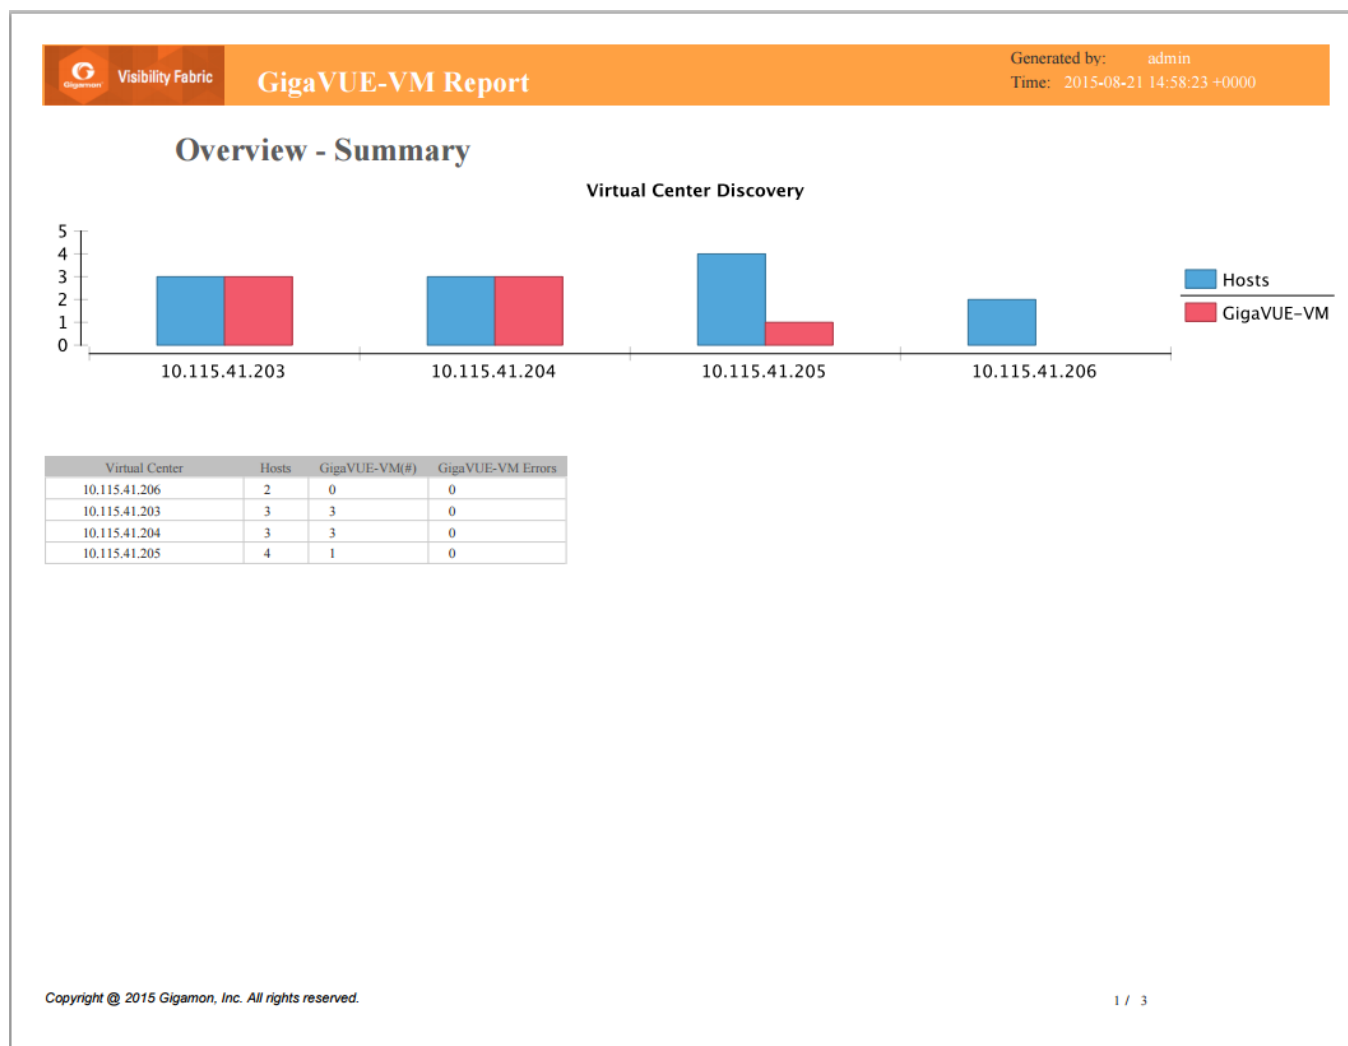 Gigamon
Visibility Fabric
GigaVUE-VM Report
Generated by: admin
Time: 2015-08-21 14:58:23 +0000
Overview - Summary
Virtual Center Discovery
5
4
3
2
1
0
10.115.41.203 10.115.41.204 10.115.41.205 10.115.41.206
Hosts
GigaVUE-VM
Virtual Center Hosts GigaVUE-VM(#) GigaVUE-VM Errors
10.115.41.206 2 0 0
10.115.41.203 3 3 0
10.115.41.204 3 3 0
10.115.41.205 4 1 0
Copyright @ 2015 Gigamon, Inc. All rights reserved.
1 / 3